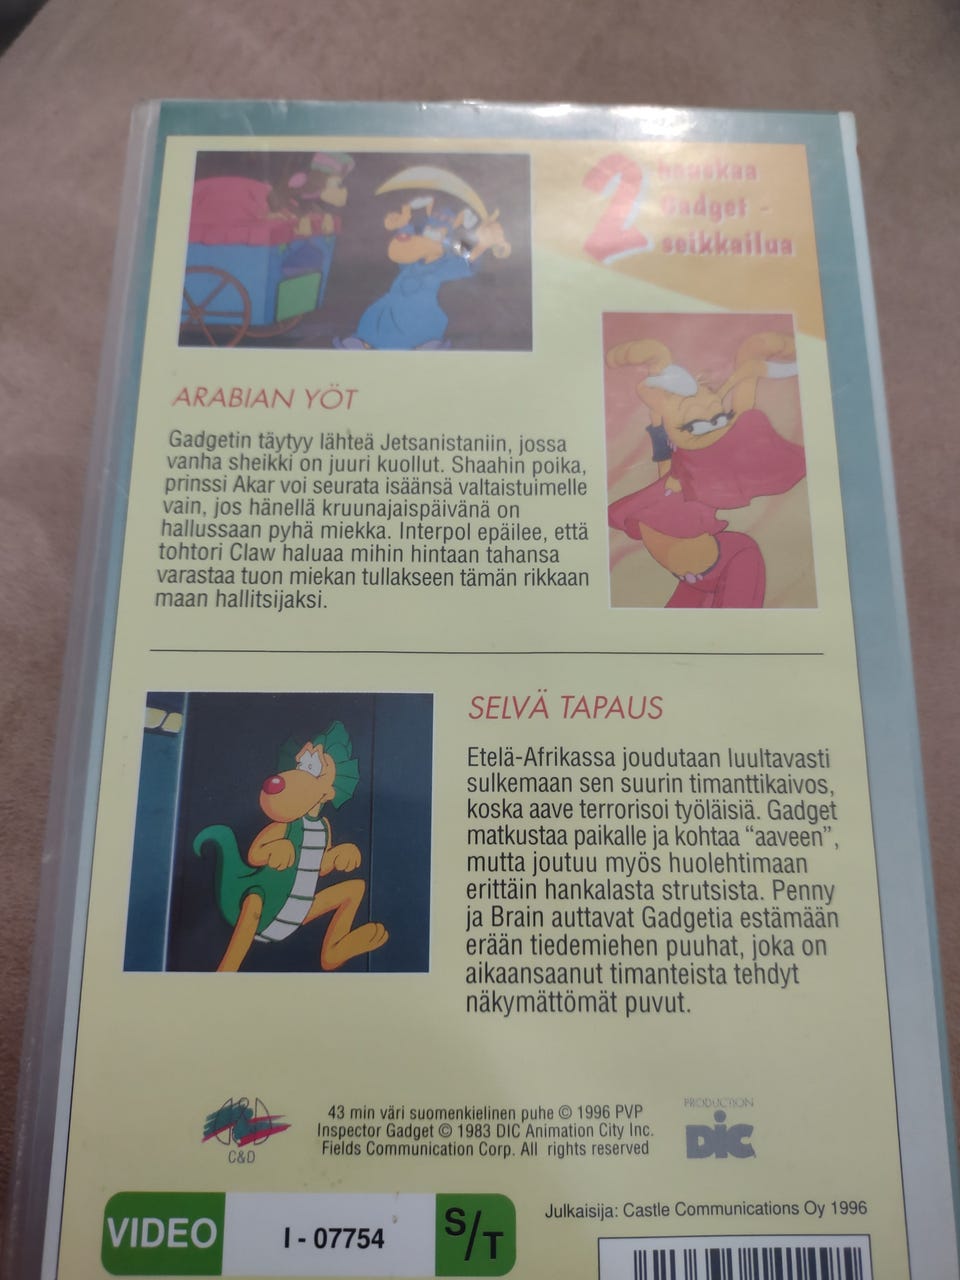 2 hauskaa
Gadget -
seikkailua
ARABIAN YÖT
Gadgetin täytyy lähteä Jetsanistaniin, jossa
vanha sheikki on juuri kuollut. Shaahin poika,
prinssi Akar voi seurata isäänsä valtaistuimelle
vain, jos hänellä kruunajaispäivänä on
hallussaan pyhä miekka. Interpol epäilee, että
tohtori Claw haluaa mihin hintaan tahansa
varastaa tuon miekan tullakseen tämän rikkaan
maan hallitsijaksi.
SELVÄ TAPAUS
Etelä-Afrikassa joudutaan luultavasti
sulkemaan sen suurin timanttikaivos,
koska aave terrorisoi työläisiä. Gadget
matkustaa paikalle ja kohtaa “aaveen”,
mutta joutuu myös huolehtimaan
erittäin hankalasta strutsista. Penny
ja Brain auttavat Gadgetia estämään
erään tiedemiehen puuhat, joka on
aikaansaanut timanteista tehdyt
näkymättömät puvut.
C&D
C&D
43 min väri suomenkielinen puhe © 1996 PVP
Inspector Gadget © 1983 DIC Animation City Inc.
Fields Communication Corp. All rights reserved
PRODUCTION
DIC
VIDEO
I - 07754
S/T
Julkaisija: Castle Communications Oy 1996